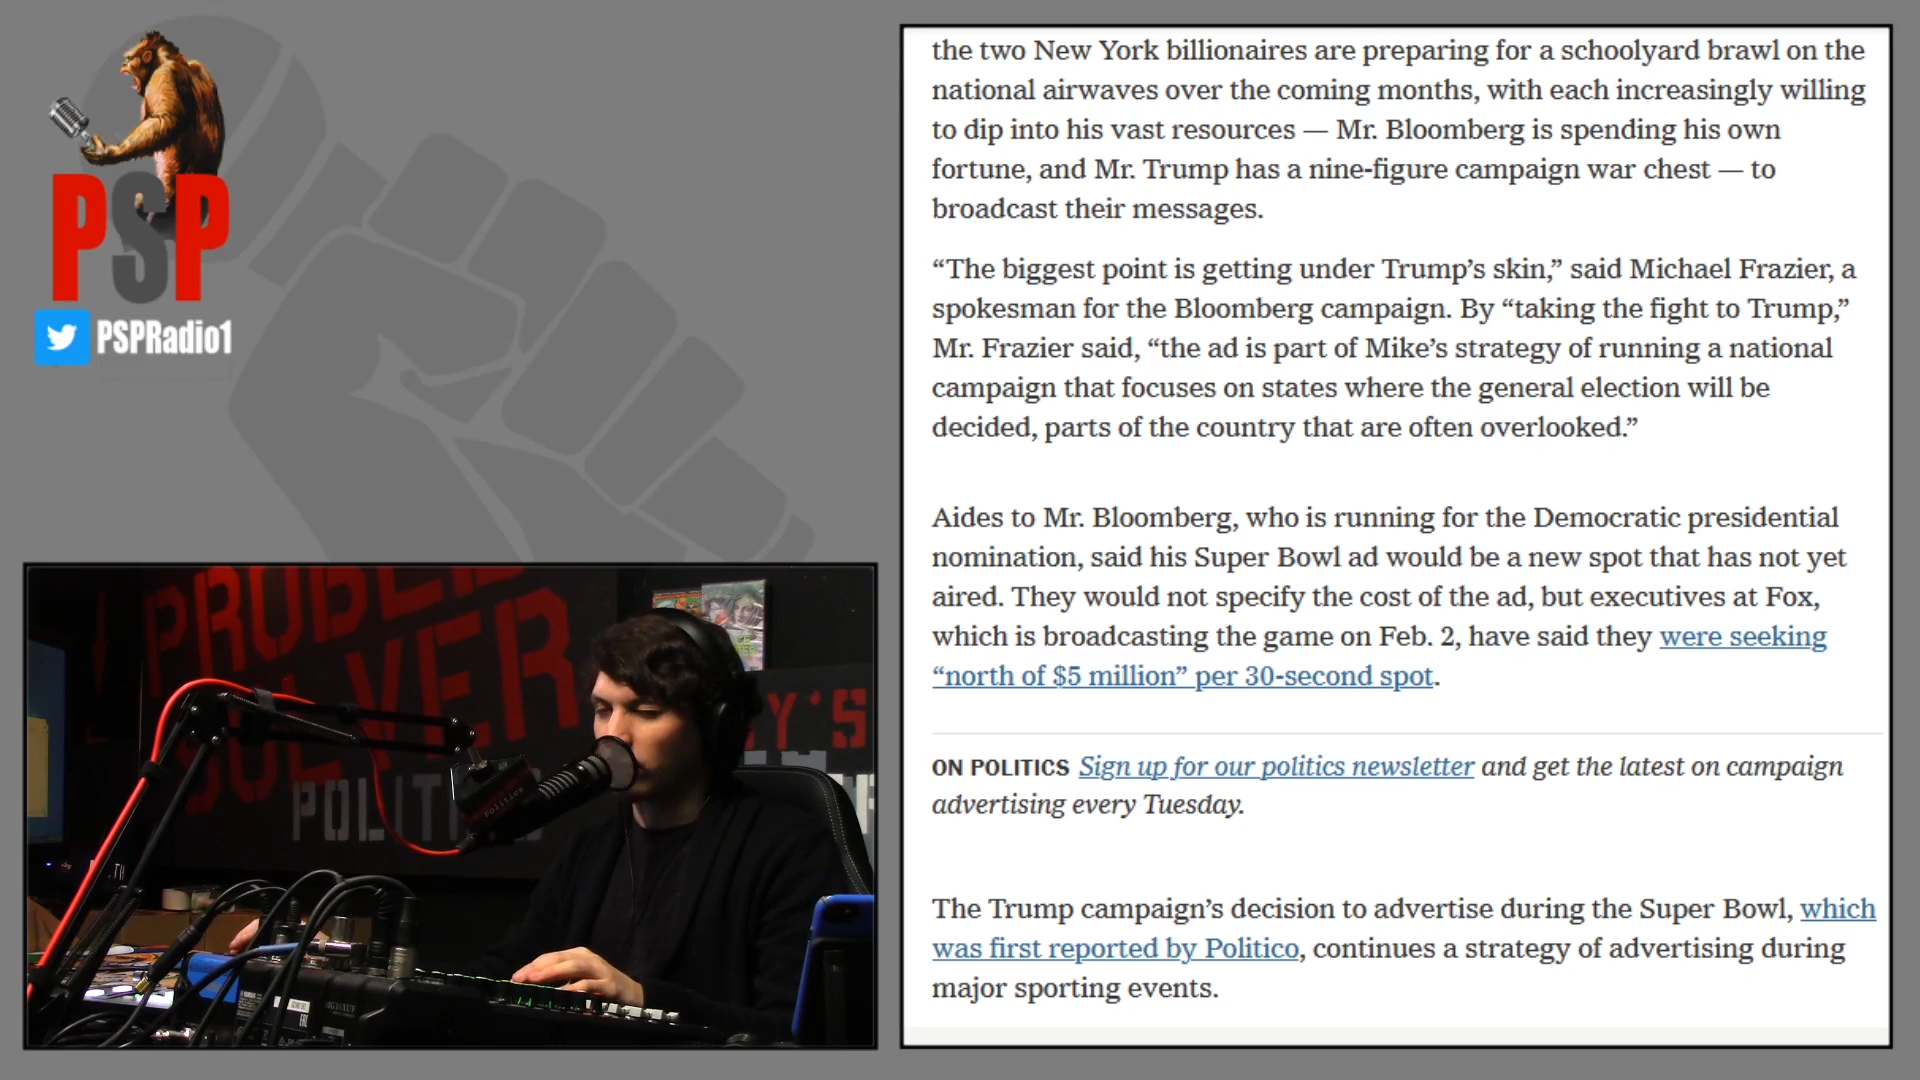 PSP
PSPRadio1
the two New York billionaires are preparing for a schoolyard brawl on the
national airwaves over the coming months, with each increasingly willing
to dip into his vast resources — Mr. Bloomberg is spending his own
fortune, and Mr. Trump has a nine-figure campaign war chest — to
broadcast their messages.
“The biggest point is getting under Trump’s skin,” said Michael Frazier, a
spokesman for the Bloomberg campaign. By “taking the fight to Trump,”
Mr. Frazier said, “the ad is part of Mike’s strategy of running a national
campaign that focuses on states where the general election will be
decided, parts of the country that are often overlooked.”
Aides to Mr. Bloomberg, who is running for the Democratic presidential
nomination, said his Super Bowl ad would be a new spot that has not yet
aired. They would not specify the cost of the ad, but executives at Fox,
which is broadcasting the game on Feb. 2, have said they were seeking
“north of $5 million” per 30-second spot.
ON POLITICS Sign up for our politics newsletter and get the latest on campaign
advertising every Tuesday.
The Trump campaign’s decision to advertise during the Super Bowl, which
was first reported by Politico, continues a strategy of advertising during
major sporting events.
SOLVER
POLIT
Y'S
Politics